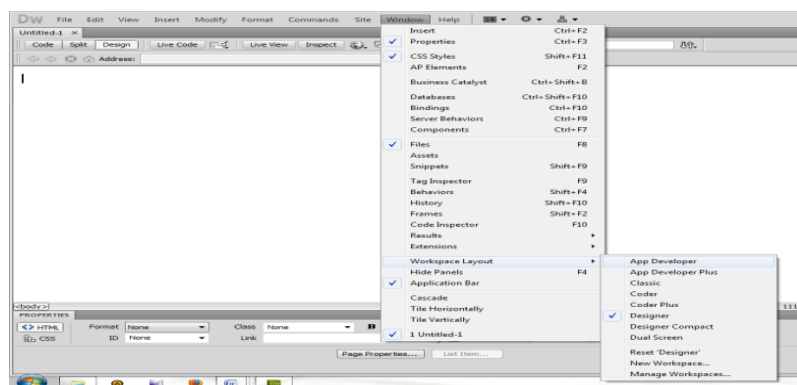 DW File Edit View Insert Modify Format Commands Site Window Help
Untitled-1 ×
Code Split Design Live Code Live View Inspect
Address:
Insert Ctrl+F2
Properties Ctrl+F3
CSS Styles Shift+F11
AP Elements F2
Business Catalyst Ctrl+Shift+B
Databases Ctrl+Shift+F10
Bindings Ctrl+F10
Server Behaviors Ctrl+F9
Components Ctrl+F7
Files F8
Assets
Snippets Shift+F9
Tag Inspector F9
Behaviors Shift+F4
History Shift+F10
Frames Shift+F2
Code Inspector F10
Results
Extensions
Workspace Layout
Hide Panels F4
Application Bar
Cascade
Tile Horizontally
Tile Vertically
1 Untitled-1
App Developer
App Developer Plus
Classic
Coder
Coder Plus
Designer
Designer Compact
Dual Screen
Reset 'Designer'
New Workspace...
Manage Workspaces...
<body>
111
PROPERTIES
<> HTML Format None Class None B
CSS ID None Link
Page Properties... List Item...